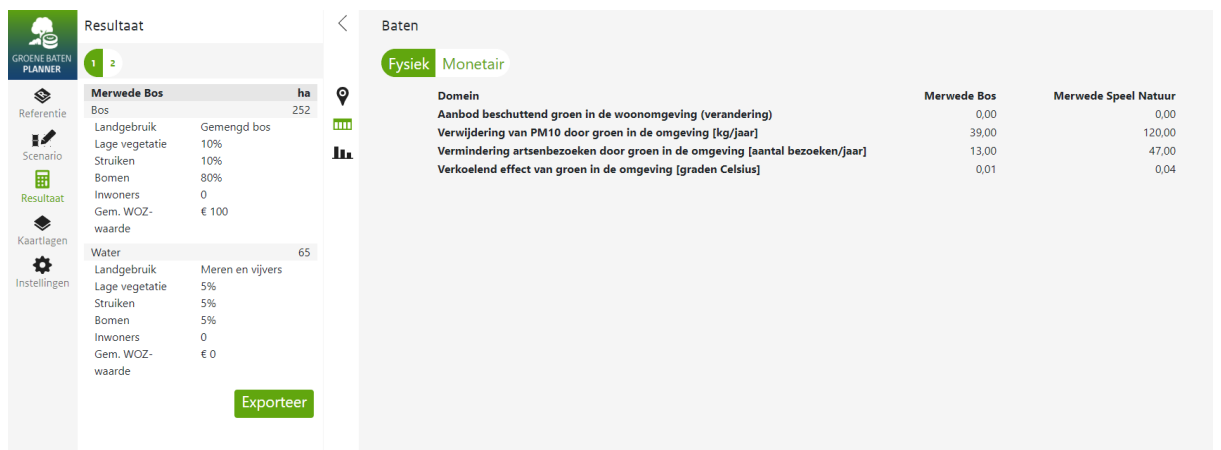 GROENE BATEN
PLANNER
Referentie
Scenario
Resultaat
Kaartlagen
Instellingen
Resultaat
1 2
Merwede Bos ha
Bos 252
Landgebruik Gemengd bos
Lage vegetatie 10%
Struiken 10%
Bomen 80%
Inwoners 0
Gem. WOZ- € 100
waarde
Water 65
Landgebruik Meren en vijvers
Lage vegetatie 5%
Struiken 5%
Bomen 5%
Inwoners 0
Gem. WOZ- € 0
waarde
Exporteer
Baten
Fysiek Monetair
Domein Merwede Bos Merwede Speel Natuur
Aanbod beschuttend groen in de woonomgeving (verandering) 0,00 0,00
Verwijdering van PM10 door groen in de omgeving [kg/jaar] 39,00 120,00
Vermindering artsenbezoeken door groen in de omgeving [aantal bezoeken/jaar] 13,00 47,00
Verkoelend effect van groen in de omgeving [graden Celsius] 0,01 0,04